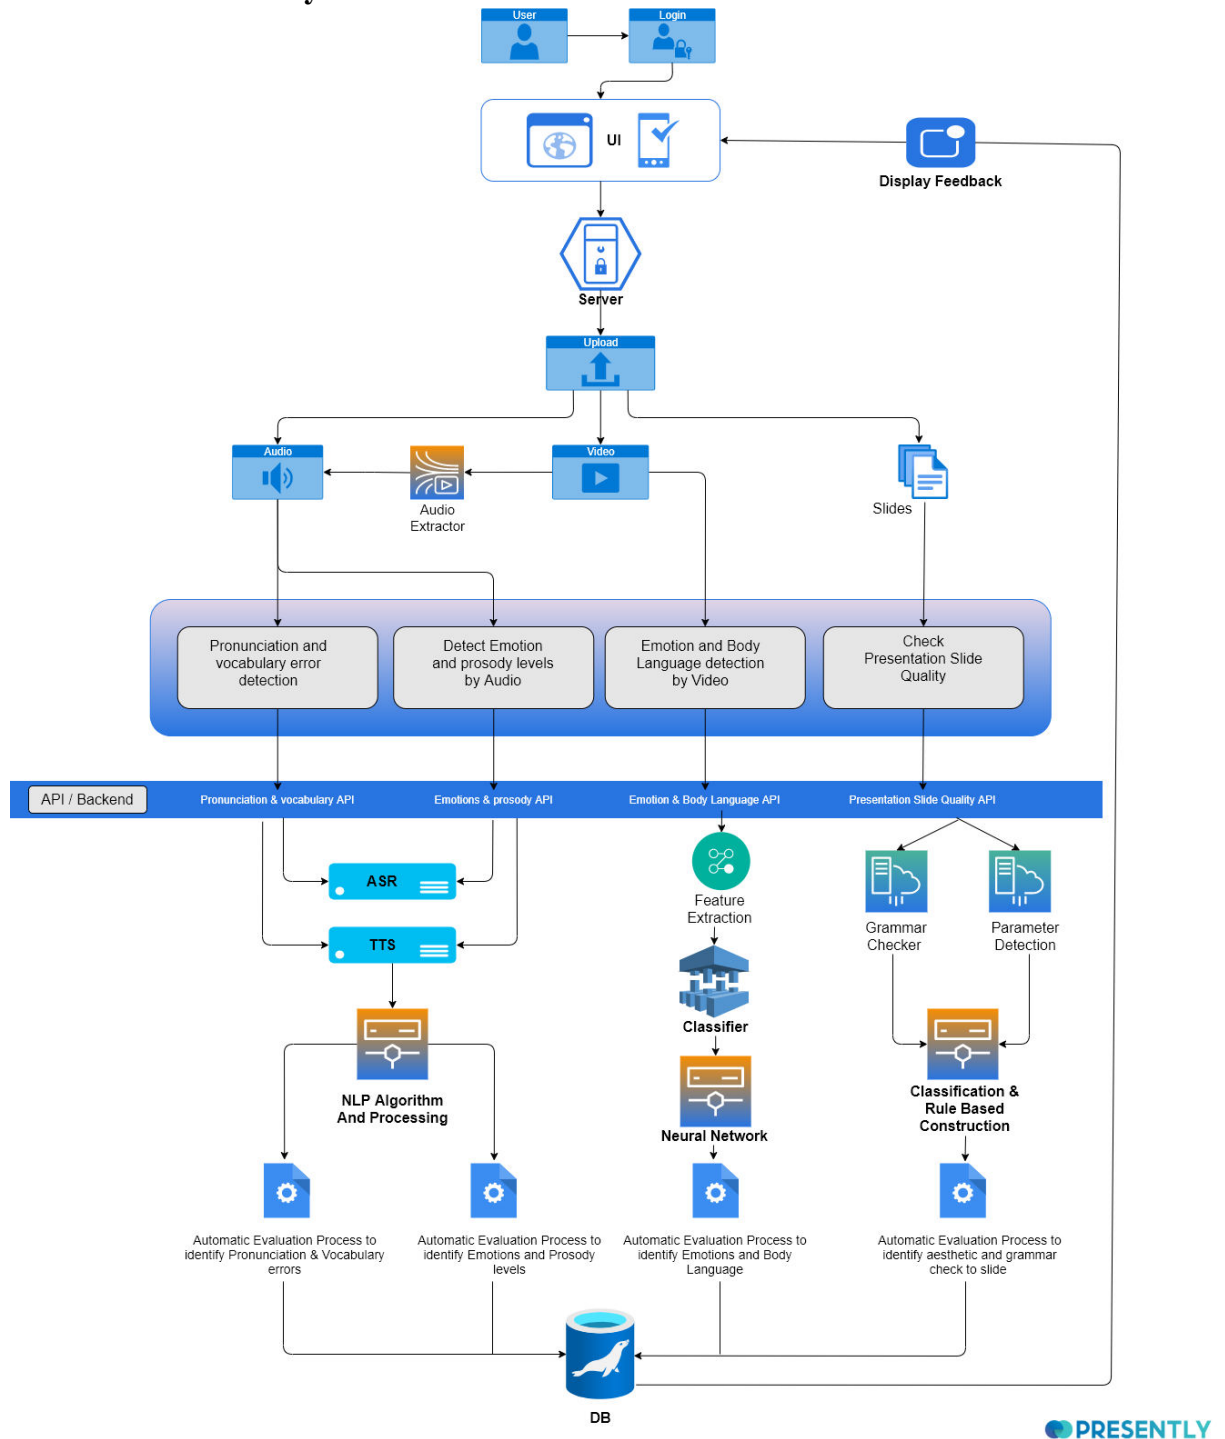 User
Login
UI
Display Feedback
Server
Upload
Audio
Video
Audio
Extractor
Slides
Pronunciation and
vocabulary error
detection
Detect Emotion
and prosody levels
by Audio
Emotion and Body
Language detection
by Video
Check
Presentation Slide
Quality
API / Backend
Pronunciation & vocabulary API
Emotions & prosody API
Emotion & Body Language API
Presentation Slide Quality API
ASR
TTS
Feature
Extraction
Grammar
Checker
Parameter
Detection
Classifier
NLP Algorithm
And Processing
Neural Network
Classification &
Rule Based
Construction
Automatic Evaluation Process to
identify Pronunciation & Vocabulary
errors
Automatic Evaluation Process to
identify Emotions and Prosody
levels
Automatic Evaluation Process to
identify Emotions and Body
Language
Automatic Evaluation Process to
identify aesthetic and grammar
check to slide
DB
PRESENTLY